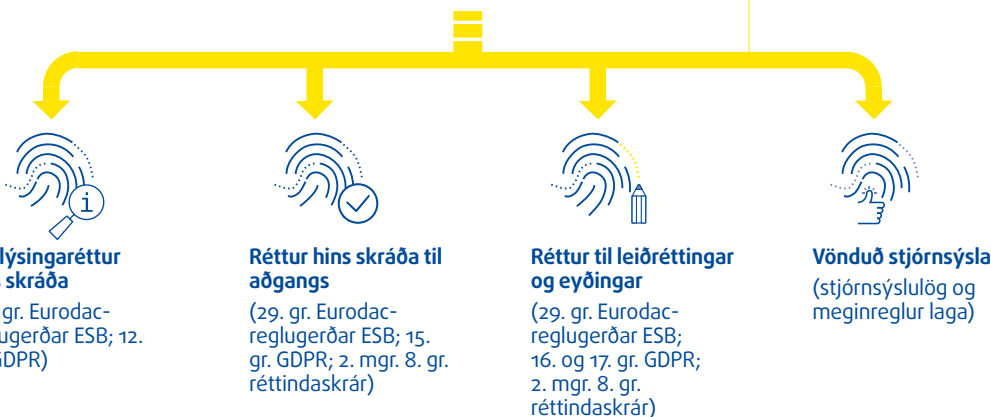 lýsingaréttur
skráða
gr. Eurodac-
ugerðar ESB; 12.
GDPR)
Réttur hins skráða til
aðgangs
(29. gr. Eurodac-
reglugerðar ESB; 15.
gr. GDPR; 2. mgr. 8. gr.
réttindaskrár)
Réttur til leiðréttingar
og eyðingar
(29. gr. Eurodac-
reglugerðar ESB;
16. og 17. gr. GDPR;
2. mgr. 8. gr.
réttindaskrár)
Vönduð stjórnsýsla
(stjórnsýslulög og
meginreglur laga)
i